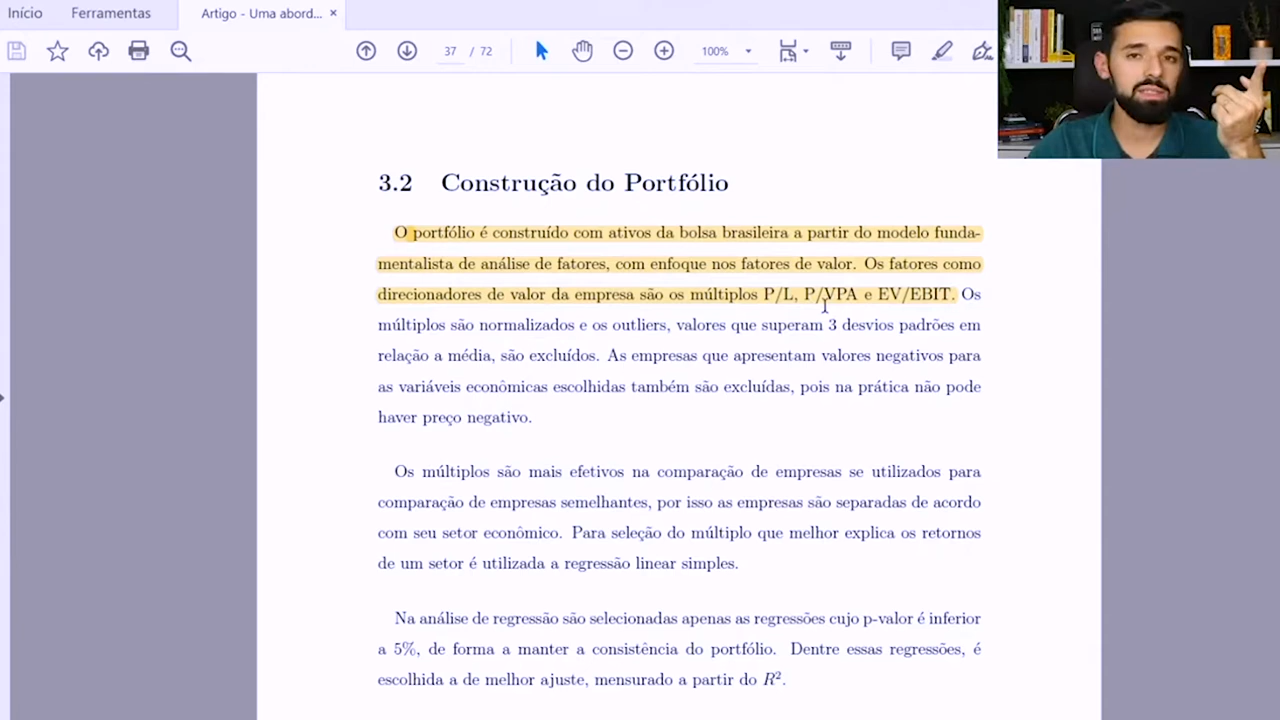 Início Ferramentas Artigo - Uma abord... ×
37 / 72 100%
3.2 Construção do Portfólio
O portfólio é construído com ativos da bolsa brasileira a partir do modelo funda-
mentalista de análise de fatores, com enfoque nos fatores de valor. Os fatores como
direcionadores de valor da empresa são os múltiplos P/L, P/VPA e EV/EBIT. Os
múltiplos são normalizados e os outliers, valores que superam 3 desvios padrões em
relação a média, são excluídos. As empresas que apresentam valores negativos para
as variáveis econômicas escolhidas também são excluídas, pois na prática não pode
haver preço negativo.
Os múltiplos são mais efetivos na comparação de empresas se utilizados para
comparação de empresas semelhantes, por isso as empresas são separadas de acordo
com seu setor econômico. Para seleção do múltiplo que melhor explica os retornos
de um setor é utilizada a regressão linear simples.
Na análise de regressão são selecionadas apenas as regressões cujo p-valor é inferior
a 5%, de forma a manter a consistência do portfólio. Dentre essas regressões, é
escolhida a de melhor ajuste, mensurado a partir do R².